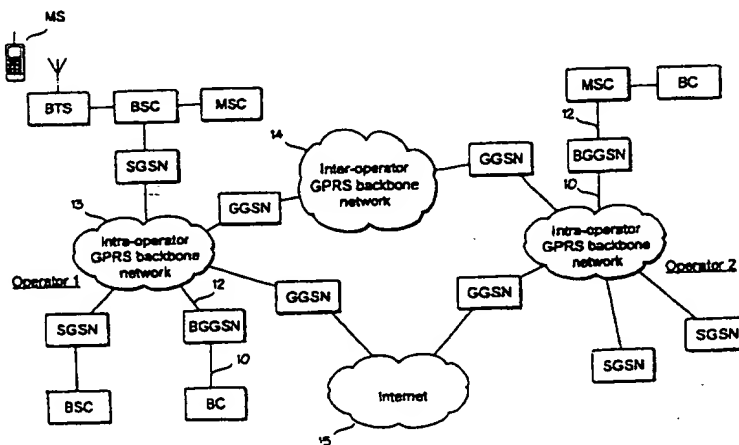 MS
BTS
BSC
MSC
MSC
BC
12
14
SGSN
Inter-operator
GPRS backbone
network
GGSN
BGGSN
10
GGSN
13
Intra-operator
GPRS backbone
network
Intra-operator
GPRS backbone
network
Operator 1
Operator 2
12
GGSN
GGSN
SGSN
BGGSN
SGSN
SGSN
10
BSC
BC
Internet
15